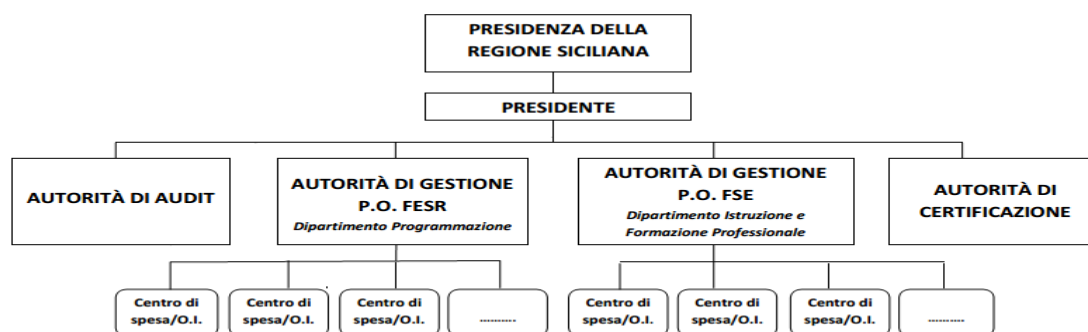 PRESIDENZA DELLA
REGIONE SICILIANA
PRESIDENTE
AUTORITÀ DI AUDIT
AUTORITÀ DI GESTIONE
P.O. FESR
Dipartimento Programmazione
AUTORITÀ DI GESTIONE
P.O. FSE
Dipartimento Istruzione e
Formazione Professionale
AUTORITÀ DI
CERTIFICAZIONE
Centro di
spesa/O.I.
Centro di
spesa/O.I.
Centro di
spesa/O.I.
..........
Centro di
spesa/O.I.
Centro di
spesa/O.I.
Centro di
spesa/O.I.
..........